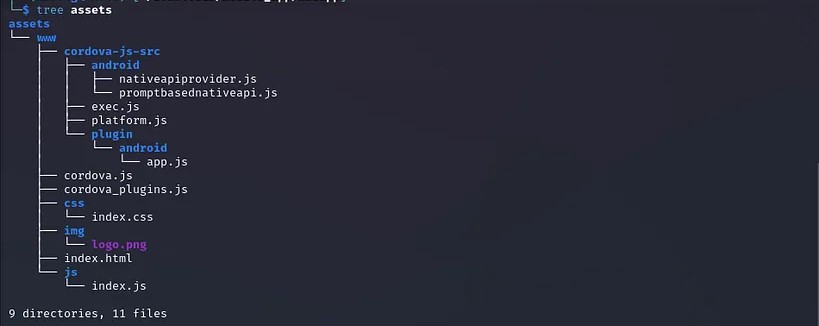 └─$ tree assets
assets
└── www
    ├── cordova-js-src
    │   ├── android
    │   │   ├── nativeapiprovider.js
    │   │   └── promptbasednativeapi.js
    │   ├── exec.js
    │   ├── platform.js
    │   └── plugin
    │       └── android
    │           └── app.js
    ├── cordova.js
    ├── cordova_plugins.js
    ├── css
    │   └── index.css
    ├── img
    │   └── logo.png
    ├── index.html
    └── js
        └── index.js
9 directories, 11 files